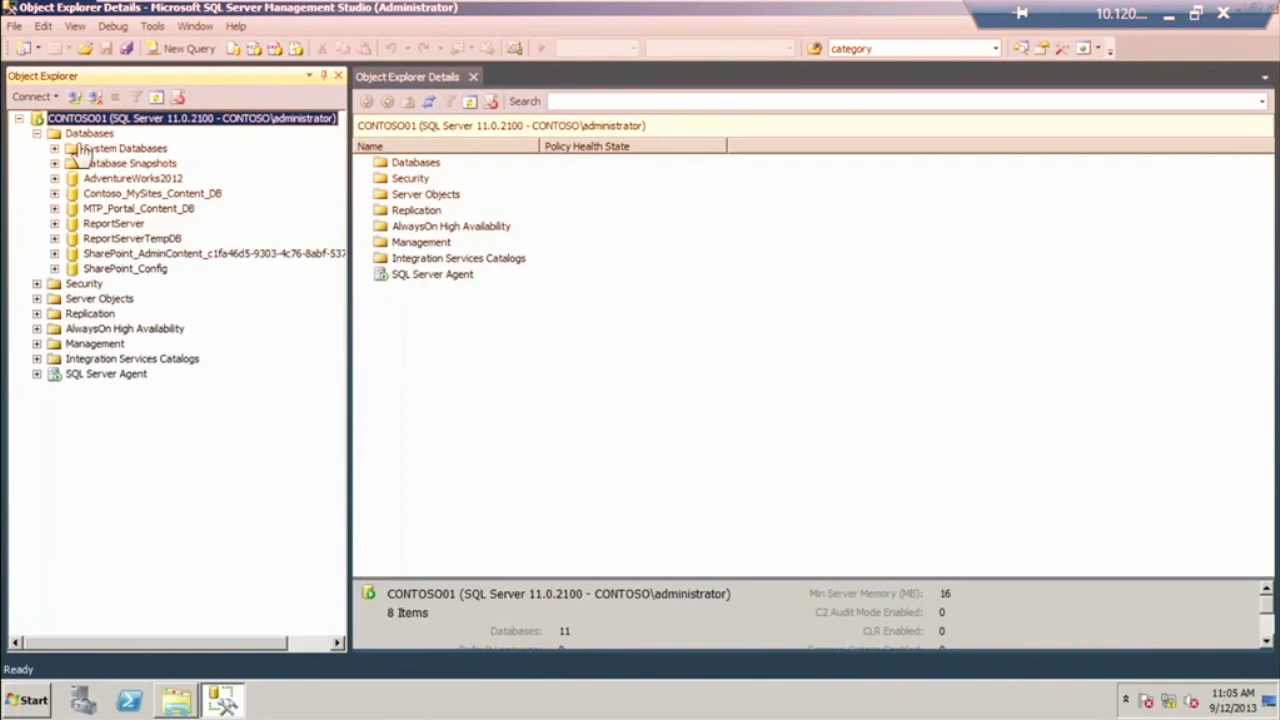 Object Explorer Details - Microsoft SQL Server Management Studio (Administrator)
10.120....
File Edit View Debug Tools Window Help
New Query
category
Object Explorer
Connect
CONTOSO01 (SQL Server 11.0.2100 - CONTOSO\administrator)
Databases
System Databases
Database Snapshots
AdventureWorks2012
Contoso_MySites_Content_DB
MTP_Portal_Content_DB
ReportServer
ReportServerTempDB
SharePoint_AdminContent_c1fa46d5-9303-4c76-8abf-537
SharePoint_Config
Security
Server Objects
Replication
AlwaysOn High Availability
Management
Integration Services Catalogs
SQL Server Agent
Object Explorer Details
Search
CONTOSO01 (SQL Server 11.0.2100 - CONTOSO\administrator)
Name Policy Health State
Databases
Security
Server Objects
Replication
AlwaysOn High Availability
Management
Integration Services Catalogs
SQL Server Agent
CONTOSO01 (SQL Server 11.0.2100 - CONTOSO\administrator)
8 Items
Databases: 11
Min Server Memory (MB): 16
C2 Audit Mode Enabled: 0
CLR Enabled: 0
Ready
Start
11:05 AM
9/12/2013